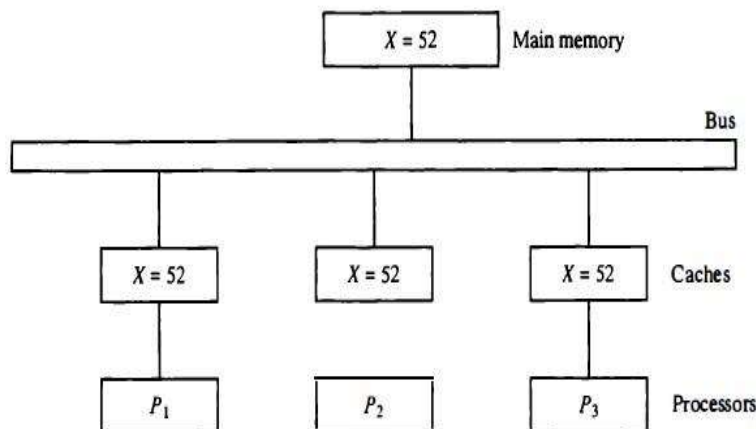 X = 52 Main memory
Bus
X = 52 X = 52 X = 52 Caches
P₁ P₂ P₃ Processors